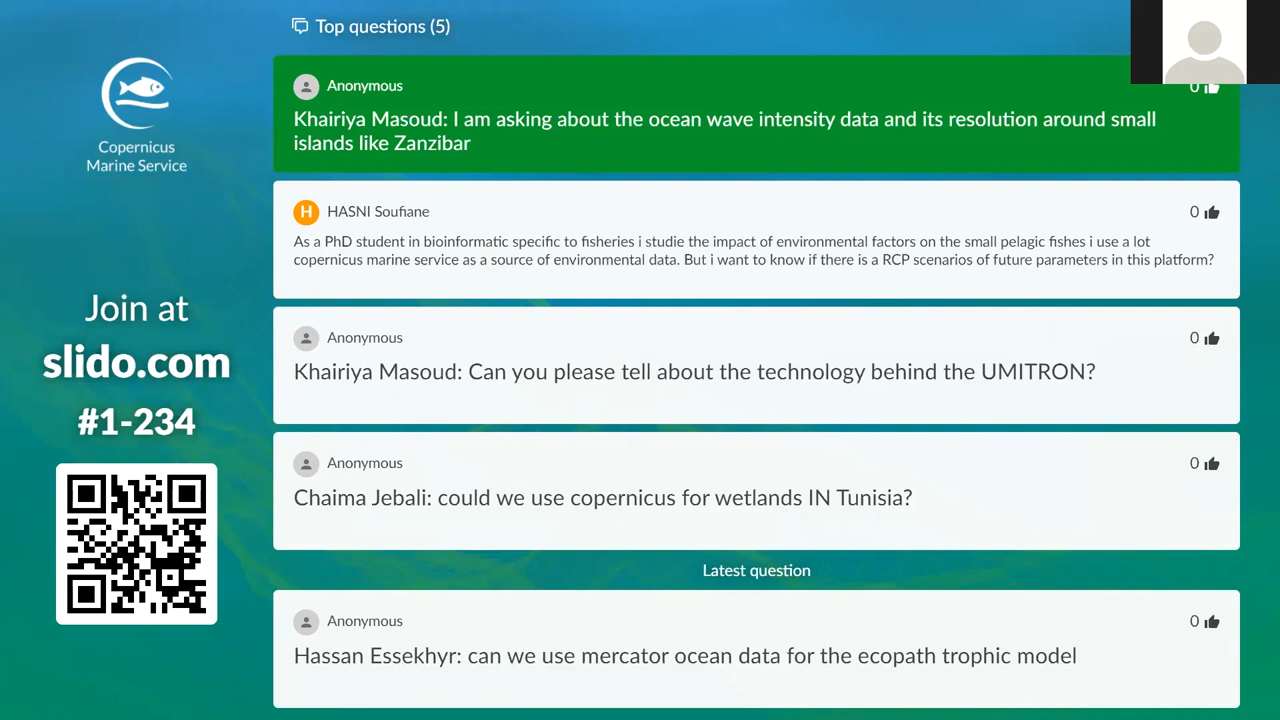 Top questions (5)
Copernicus
Marine Service
Join at
slido.com
#1-234
Anonymous
0
Khairiya Masoud: I am asking about the ocean wave intensity data and its resolution around small
islands like Zanzibar
H HASNI Soufiane
0
As a PhD student in bioinformatic specific to fisheries i studie the impact of environmental factors on the small pelagic fishes i use a lot
copernicus marine service as a source of environmental data. But i want to know if there is a RCP scenarios of future parameters in this platform?
Anonymous
0
Khairiya Masoud: Can you please tell about the technology behind the UMITRON?
Anonymous
0
Chaima Jebali: could we use copernicus for wetlands IN Tunisia?
Latest question
Anonymous
0
Hassan Essekhyr: can we use mercator ocean data for the ecopath trophic model